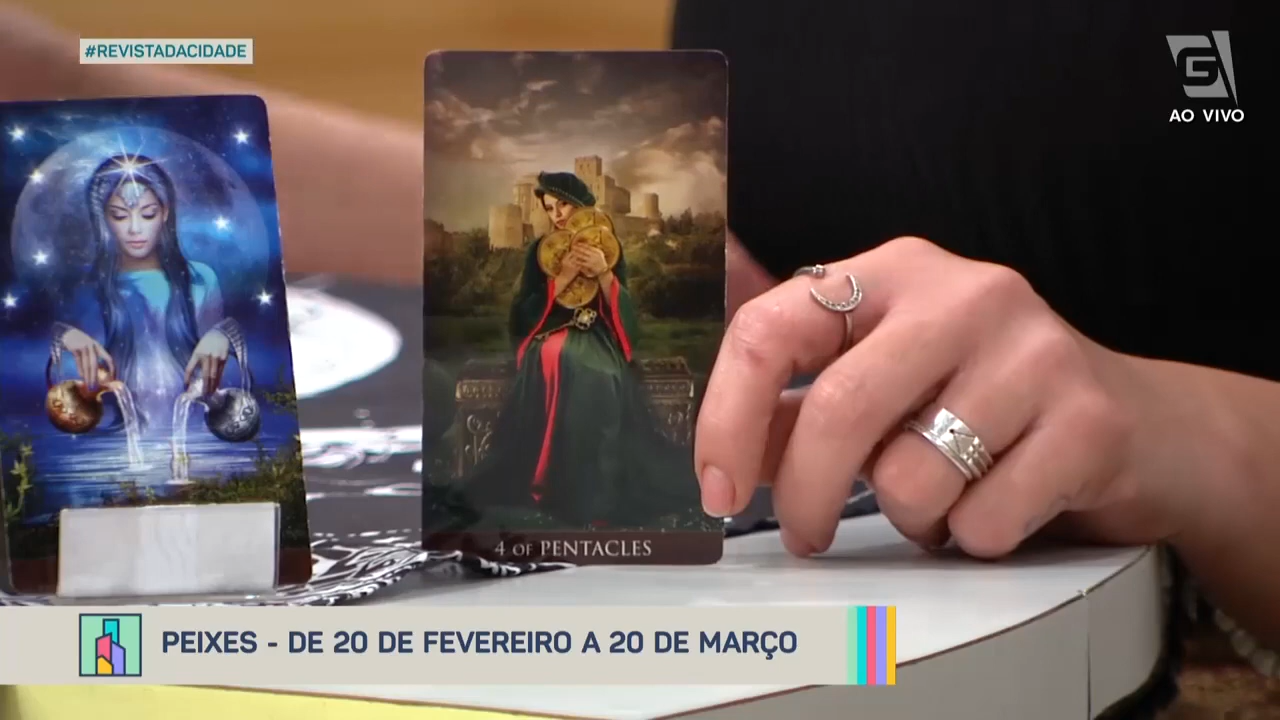 #REVISTADACIDADE
G
AO VIVO
4 OF PENTACLES
PEIXES - DE 20 DE FEVEREIRO A 20 DE MARÇO